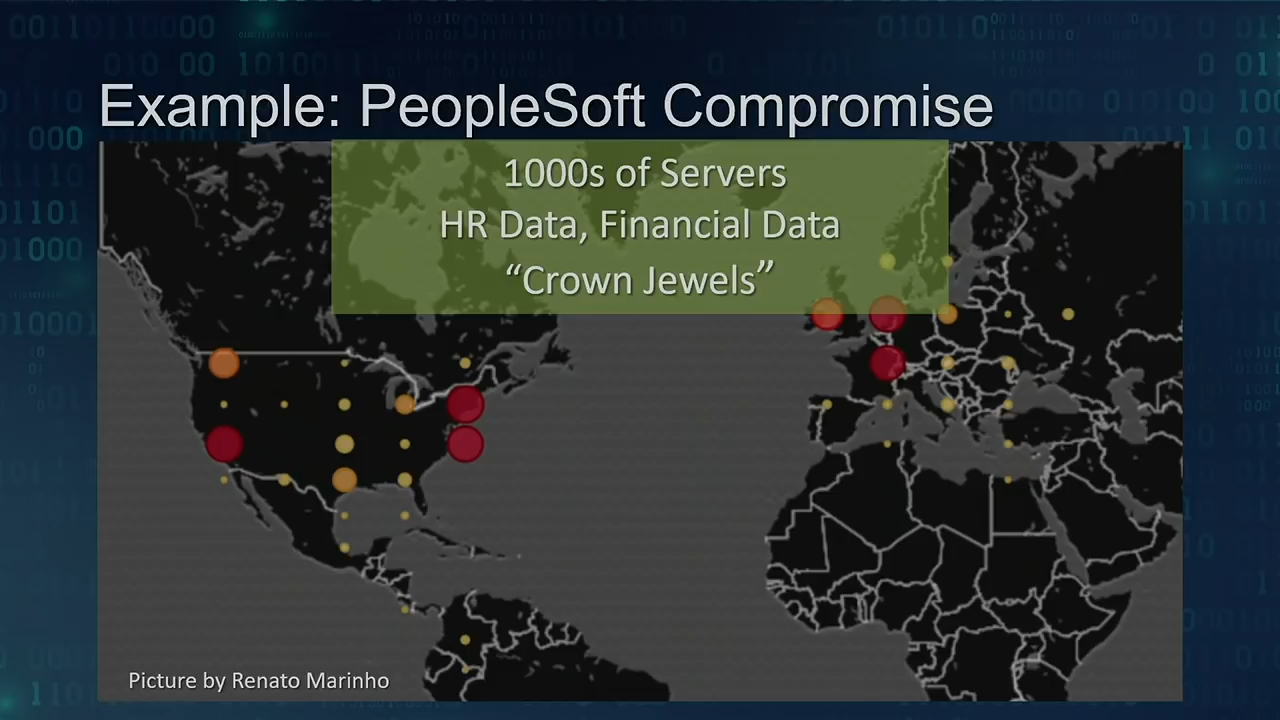 Example: PeopleSoft Compromise
1000s of Servers
HR Data, Financial Data
“Crown Jewels”
Picture by Renato Marinho